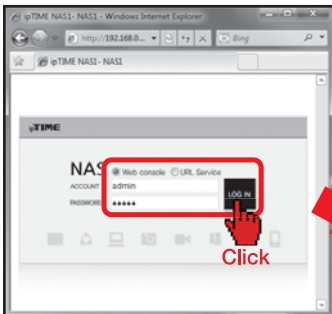 ipTIME NAS1- NAS1 - Windows Internet Explorer
http://192.168.0...
Bing
ipTIME NAS1- NAS1
ipTIME
NAS
Web console URL Service
ACCOUNT admin
PASSWORD •••••
LOG IN
Click